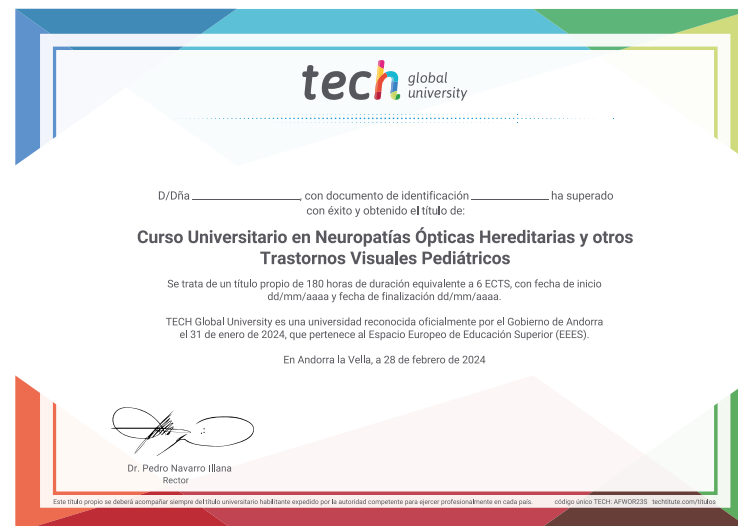 tech global university
D/Dña ____________________, con documento de identificación ______________ ha superado
con éxito y obtenido el título de:
Curso Universitario en Neuropatías Ópticas Hereditarias y otros
Trastornos Visuales Pediátricos
Se trata de un título propio de 180 horas de duración equivalente a 6 ECTS, con fecha de inicio
dd/mm/aaaa y fecha de finalización dd/mm/aaaa.
TECH Global University es una universidad reconocida oficialmente por el Gobierno de Andorra
el 31 de enero de 2024, que pertenece al Espacio Europeo de Educación Superior (EEES).
En Andorra la Vella, a 28 de febrero de 2024
Dr. Pedro Navarro Illana
Rector
Este título propio se deberá acompañar siempre del título universitario habilitante expedido por la autoridad competente para ejercer profesionalmente en cada país. código único TECH: AFWOR23S techtitute.com/titulos